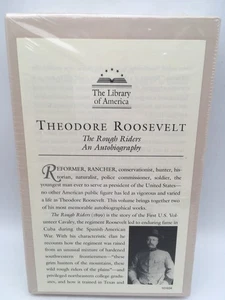 The Library
of America
THEODORE ROOSEVELT
The Rough Riders
An Autobiography
REFORMER, RANCHER, conservationist, hunter, his-
torian, naturalist, police commissioner, soldier, the
youngest man ever to serve as president of the United States—
no other American public figure has led as vigorous and varied
a life as Theodore Roosevelt. This volume brings together two
of his most memorable autobiographical works.
The Rough Riders (1899) is the story of the First U.S. Vol-
unteer Cavalry, the regiment Roosevelt led to enduring fame in
Cuba during the Spanish-American
War. With his characteristic élan he
recounts how the regiment was raised
from an unusual mixture of hardened
southwestern frontiersmen—"these
grim hunters of the mountains, these
wild rough riders of the plains"—and
privileged northeastern college gradu-
ates, and how it trained in Texas and